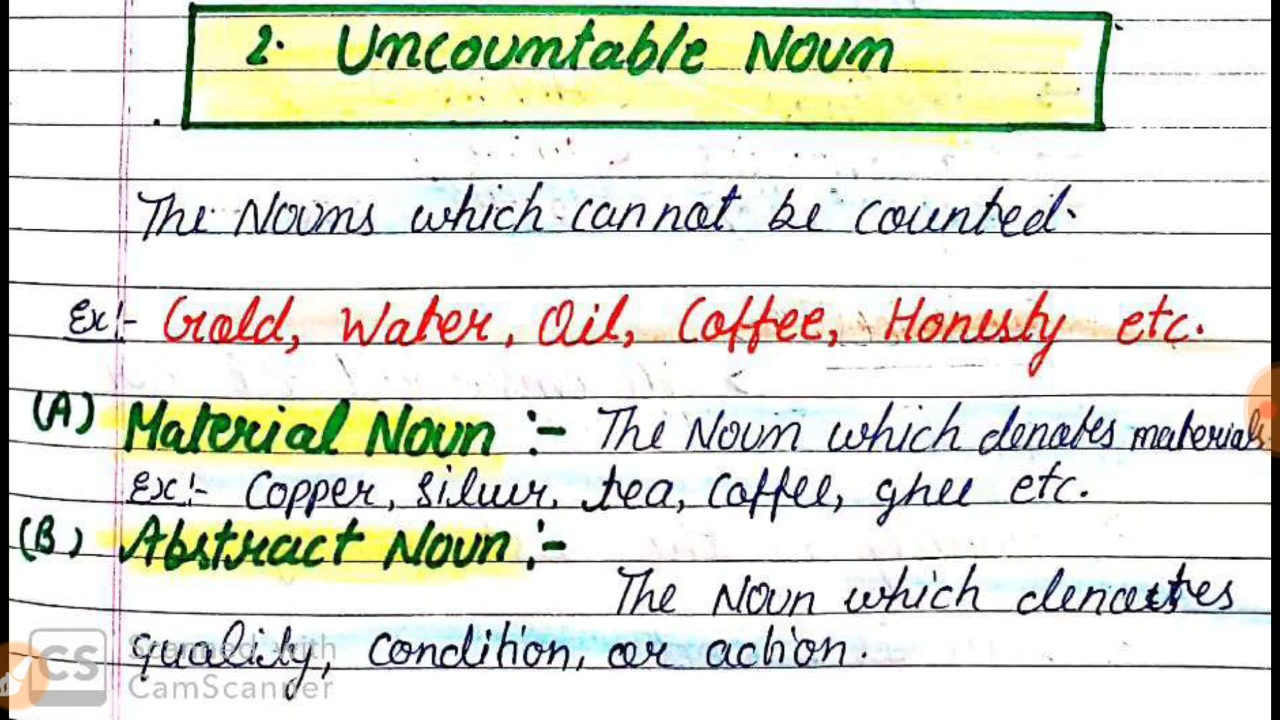 2. Uncountable Noun
The Nouns which cannot be counted.
Ex:- Gold, Water, Oil, Coffee, Honesty etc.
(A) Material Noun :- The Noun which denotes materials
Ex:- Copper, silver, tea, Coffee, ghee etc.
(B) Abstract Noun :-
The Noun which denotes
quality, condition, or action.
CS Scanned with
CamScanner